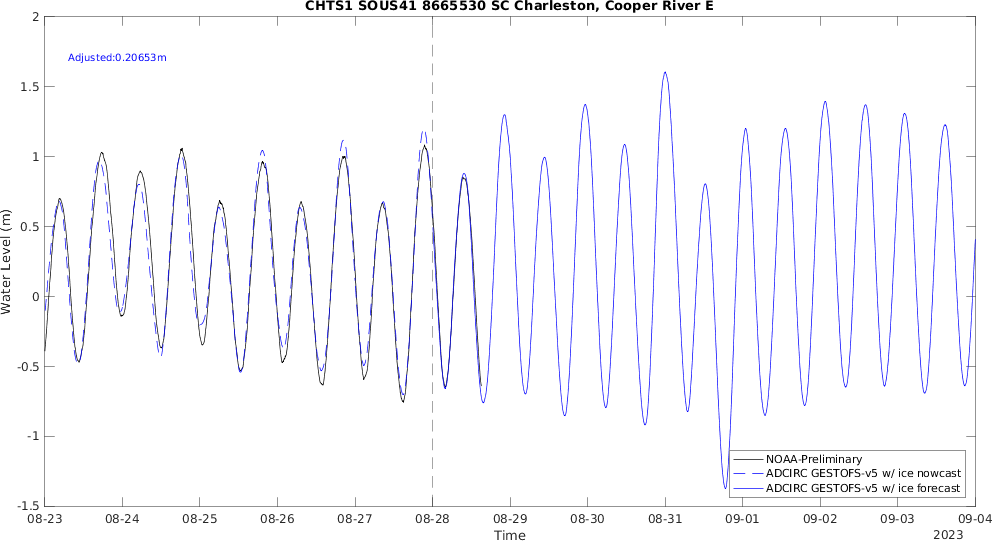 CHTS1 SOUS41 8665530 SC Charleston, Cooper River E
Adjusted:0.20653m
Water Level (m)
2
1.5
1
0.5
0
-0.5
-1
-1.5
NOAA-Preliminary
ADCIRC GESTOFS-v5 w/ ice nowcast
ADCIRC GESTOFS-v5 w/ ice forecast
08-23 08-24 08-25 08-26 08-27 08-28 08-29 08-30 08-31 09-01 09-02 09-03 09-04
Time
2023